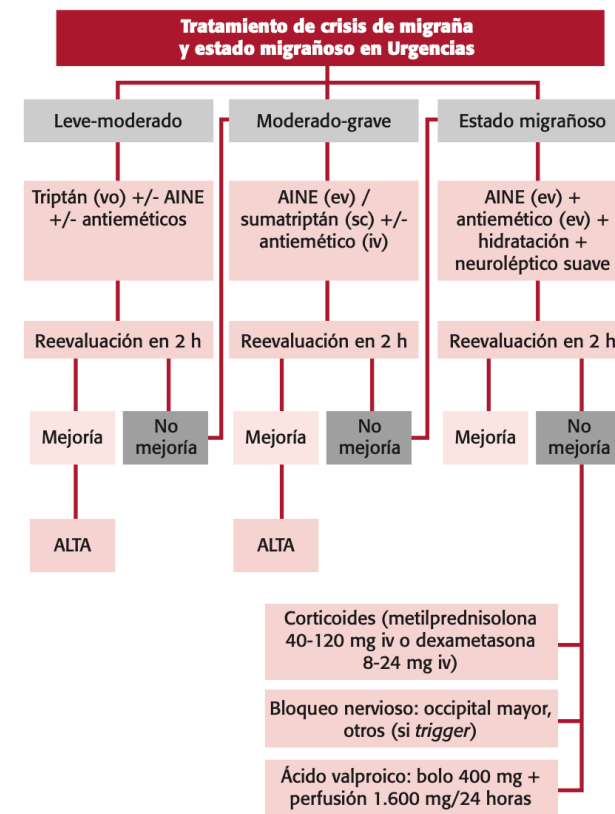 Tratamiento de crisis de migraña
y estado migrañoso en Urgencias
Leve-moderado
Moderado-grave
Estado migrañoso
Triptán (vo) +/- AINE
+/- antieméticos
AINE (ev) /
sumatriptán (sc) +/-
antiemético (iv)
AINE (ev) +
antiemético (ev) +
hidratación +
neuroléptico suave
Reevaluación en 2 h
Reevaluación en 2 h
Reevaluación en 2 h
Mejoría
No
mejoría
Mejoría
No
mejoría
Mejoría
No
mejoría
ALTA
ALTA
Corticoides (metilprednisolona
40-120 mg iv o dexametasona
8-24 mg iv)
Bloqueo nervioso: occipital mayor,
otros (si trigger)
Ácido valproico: bolo 400 mg +
perfusión 1.600 mg/24 horas